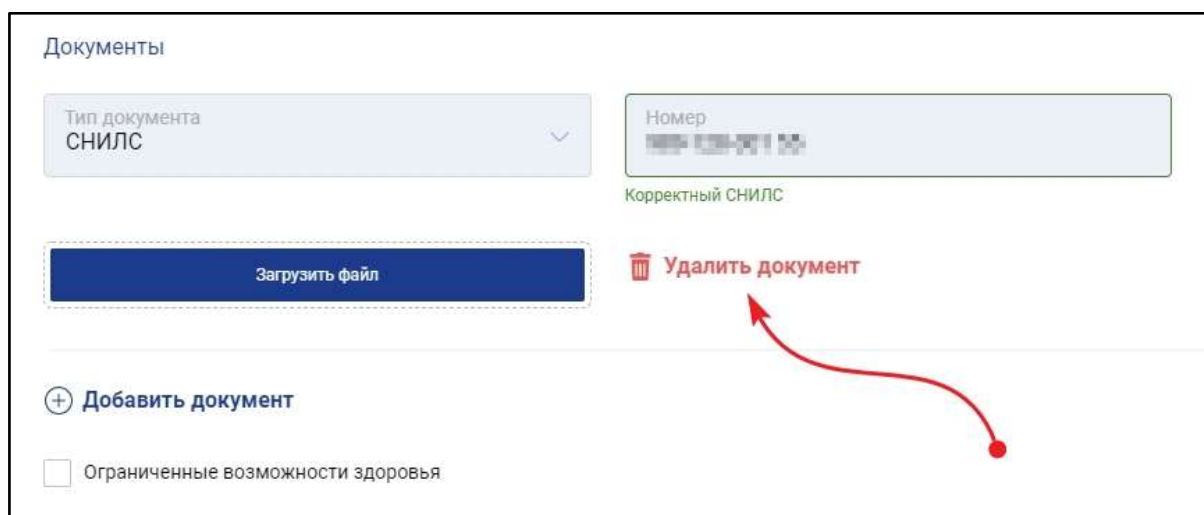 Документы
Тип документа
СНИЛС
Номер
Корректный СНИЛС
Загрузить файл
Удалить документ
Добавить документ
Ограниченные возможности здоровья